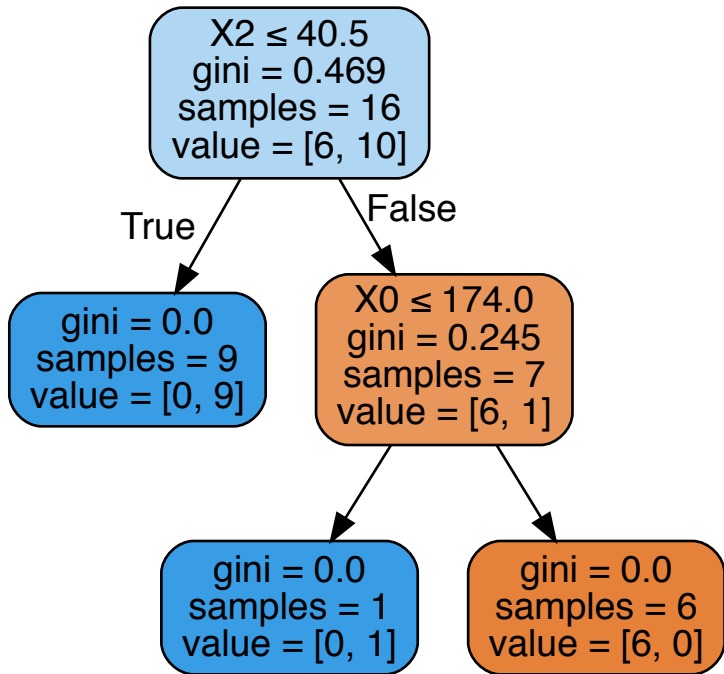 X2 ≤ 40.5
gini = 0.469
samples = 16
value = [6, 10]
True
False
gini = 0.0
samples = 9
value = [0, 9]
X0 ≤ 174.0
gini = 0.245
samples = 7
value = [6, 1]
gini = 0.0
samples = 1
value = [0, 1]
gini = 0.0
samples = 6
value = [6, 0]